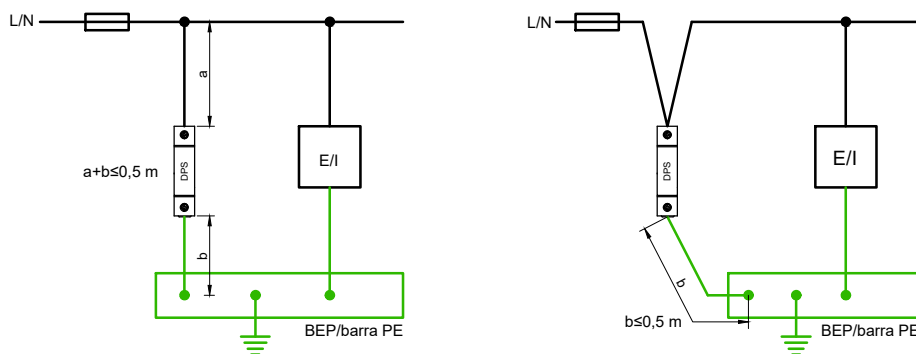 L/N
a
DPS
E/I
a+b≤0,5 m
b
BEP/barra PE
L/N
DPS
E/I
b
b≤0,5 m
BEP/barra PE